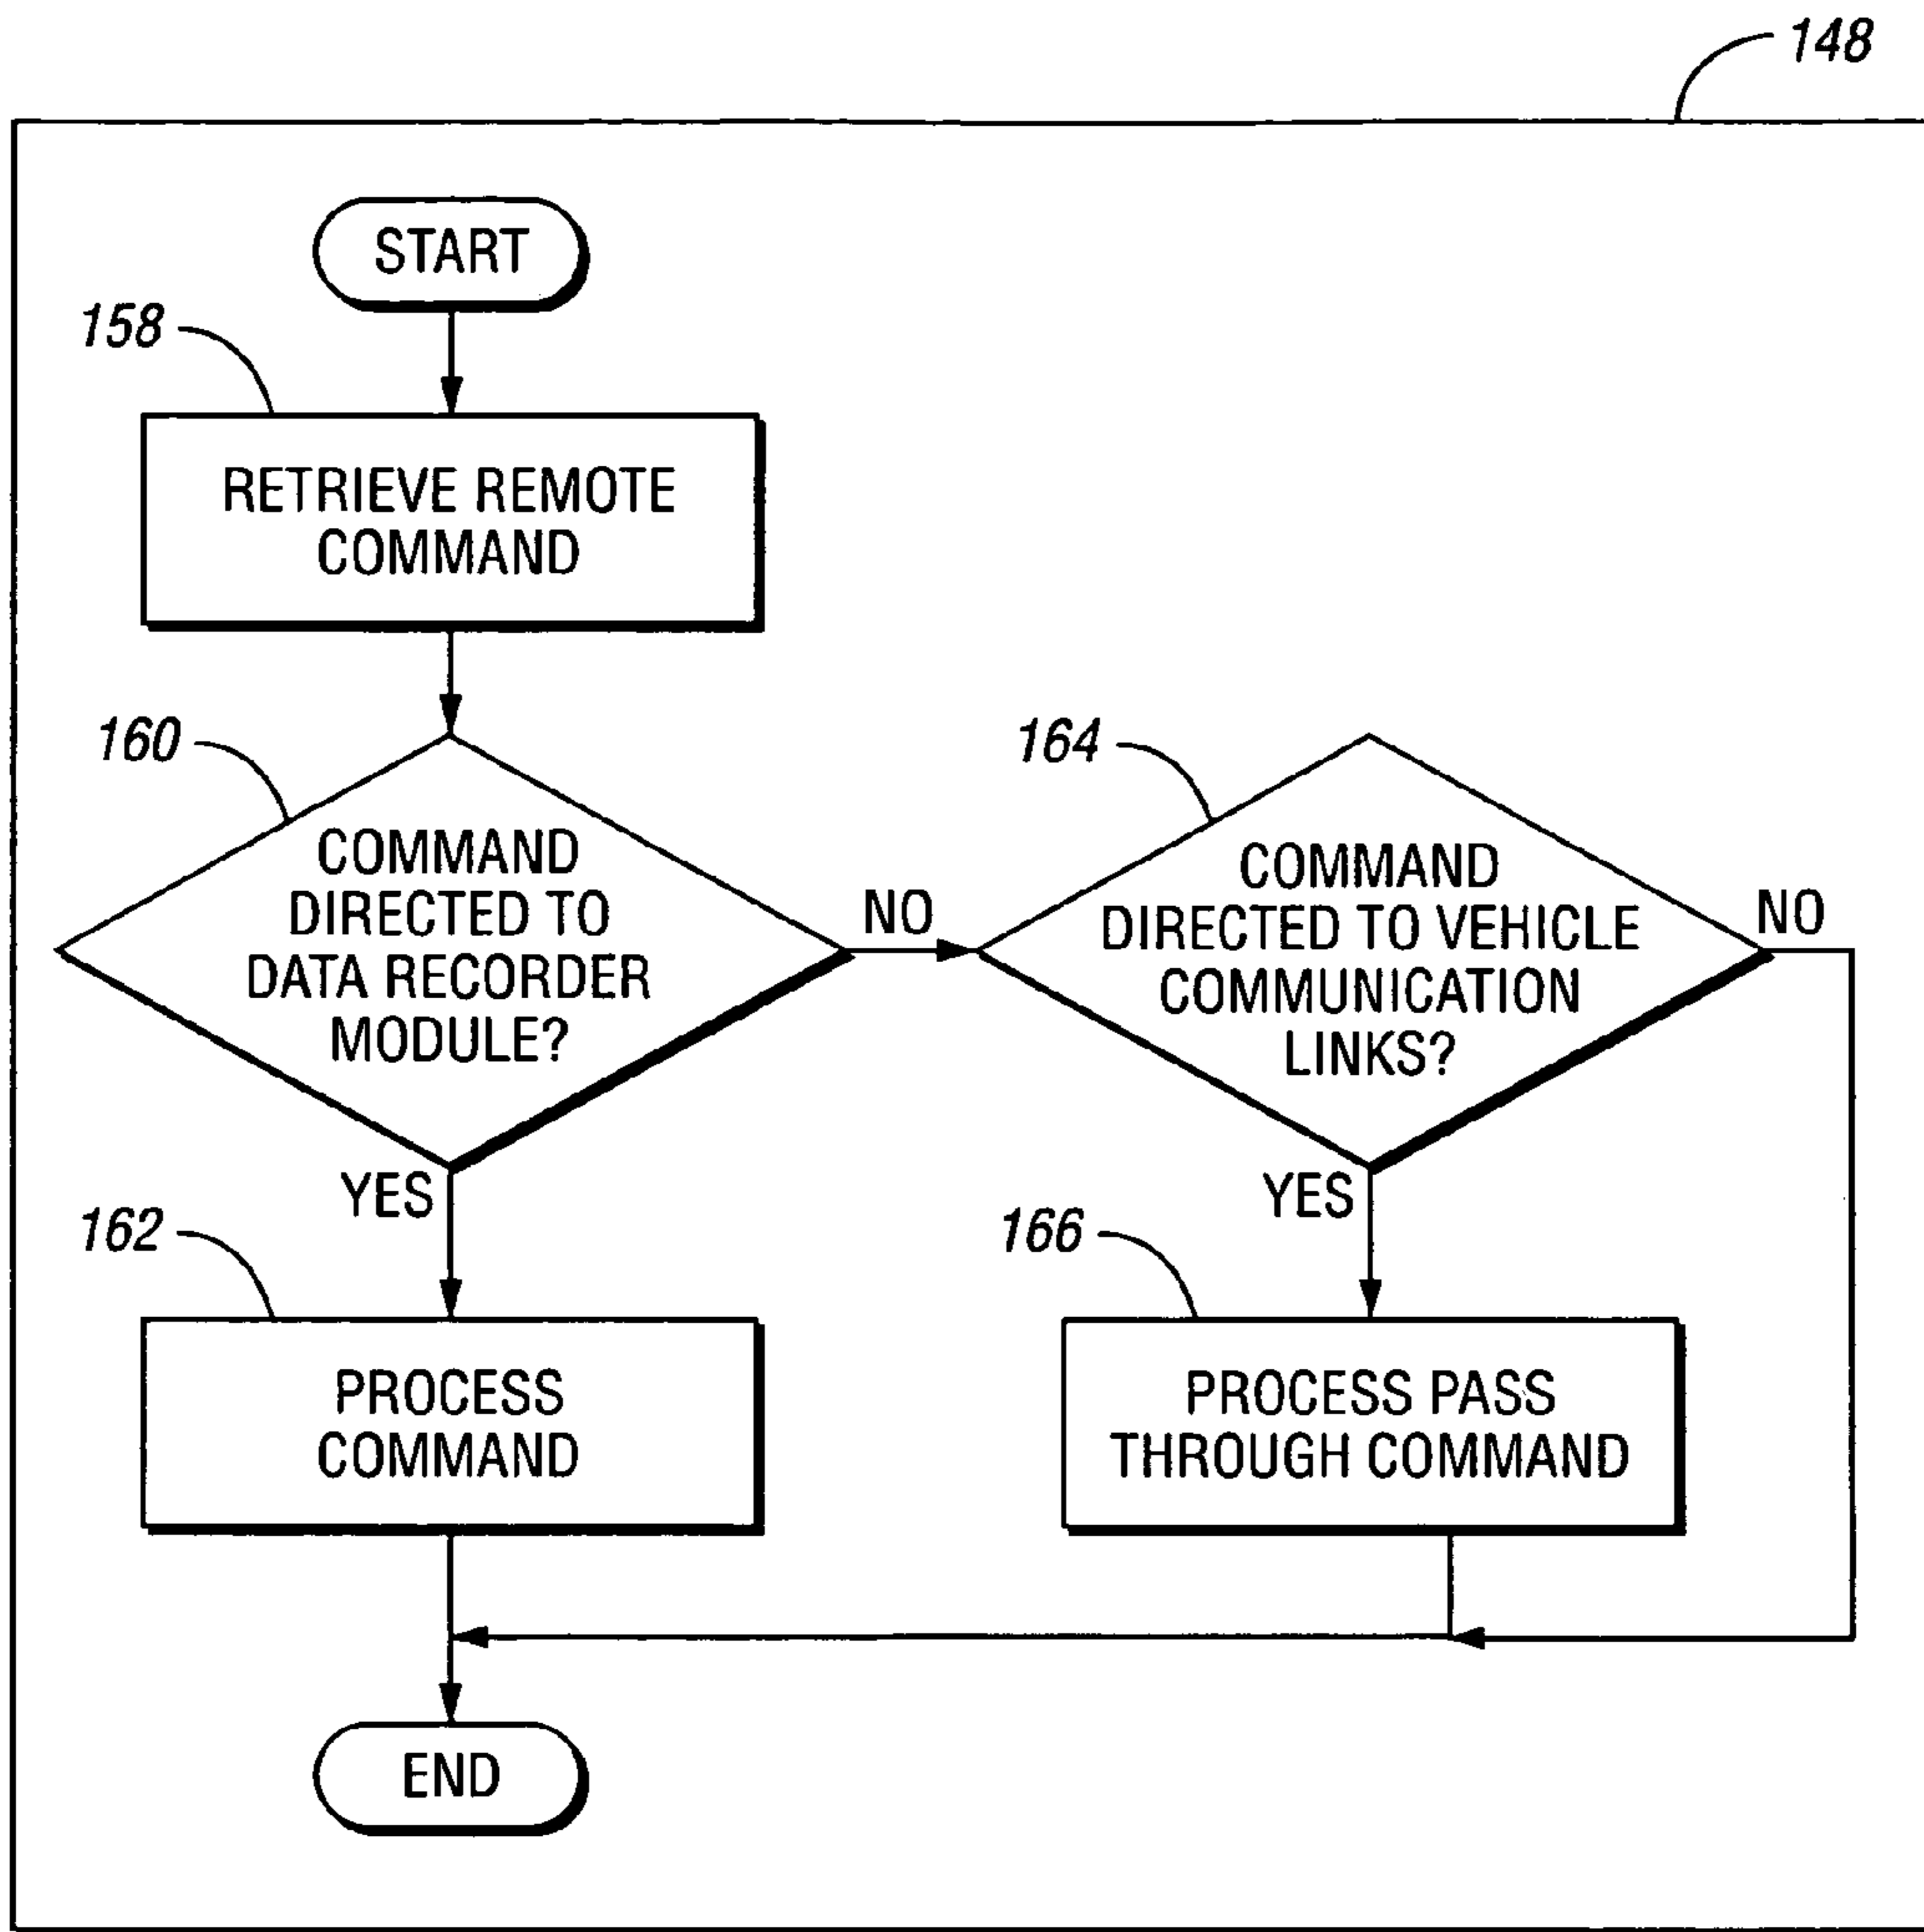 148
START
158
RETRIEVE REMOTE
COMMAND
160
COMMAND
DIRECTED TO
DATA RECORDER
MODULE?
NO
164
COMMAND
DIRECTED TO VEHICLE
COMMUNICATION
LINKS?
NO
YES
162
PROCESS
COMMAND
YES
166
PROCESS PASS
THROUGH COMMAND
END